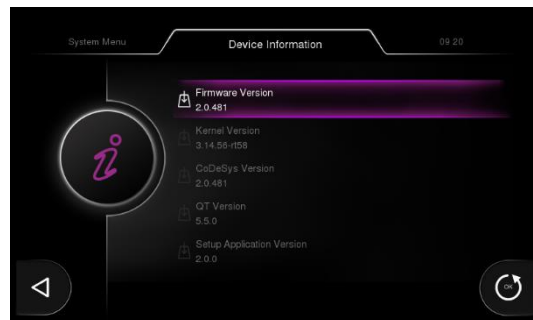 System Menu
Device Information
09 20
Firmware Version
2.0.481
Kernel Version
3.14.56-rt58
CoDeSys Version
2.0.481
QT Version
5.5.0
Setup Application Version
2.0.0
OK